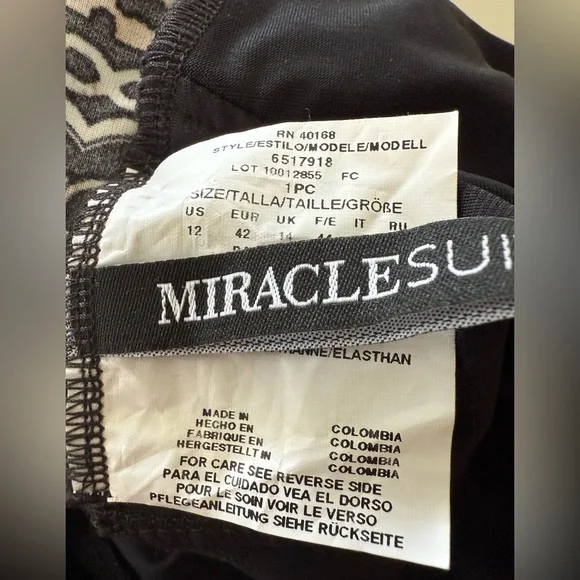 RN 40168
STYLE/ESTILO/MODELE/MODELL
6517918
LOT 10012855 FC
1PC
SIZE/TALLA/TAILLE/GRÖßE
US EUR UK F/E IT RU
12 42 14 44
MIRACLESUI
/ELASTHAN
MADE IN COLOMBIA
HECHO EN COLOMBIA
FABRIQUE EN COLOMBIA
HERGESTELLT IN COLOMBIA
FOR CARE SEE REVERSE SIDE
PARA EL CUIDADO VEA EL DORSO
POUR LE SOIN VOIR LE VERSO
PFLEGEANLEITUNG SIEHE RÜCKSEITE